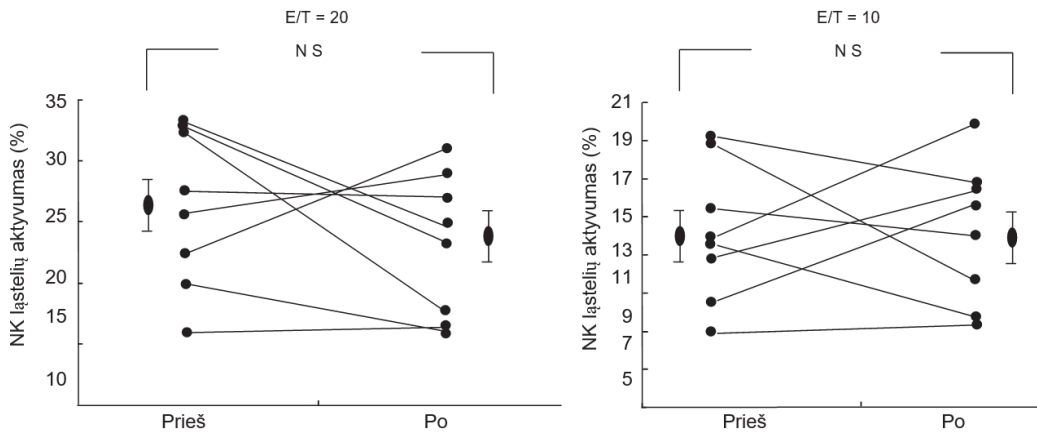 E/T = 20
N S
NK ląstelių aktyvumas (%)
35
30
25
20
15
10
Prieš
Po
E/T = 10
N S
NK ląstelių aktyvumas (%)
21
19
17
15
13
11
9
7
5
Prieš
Po